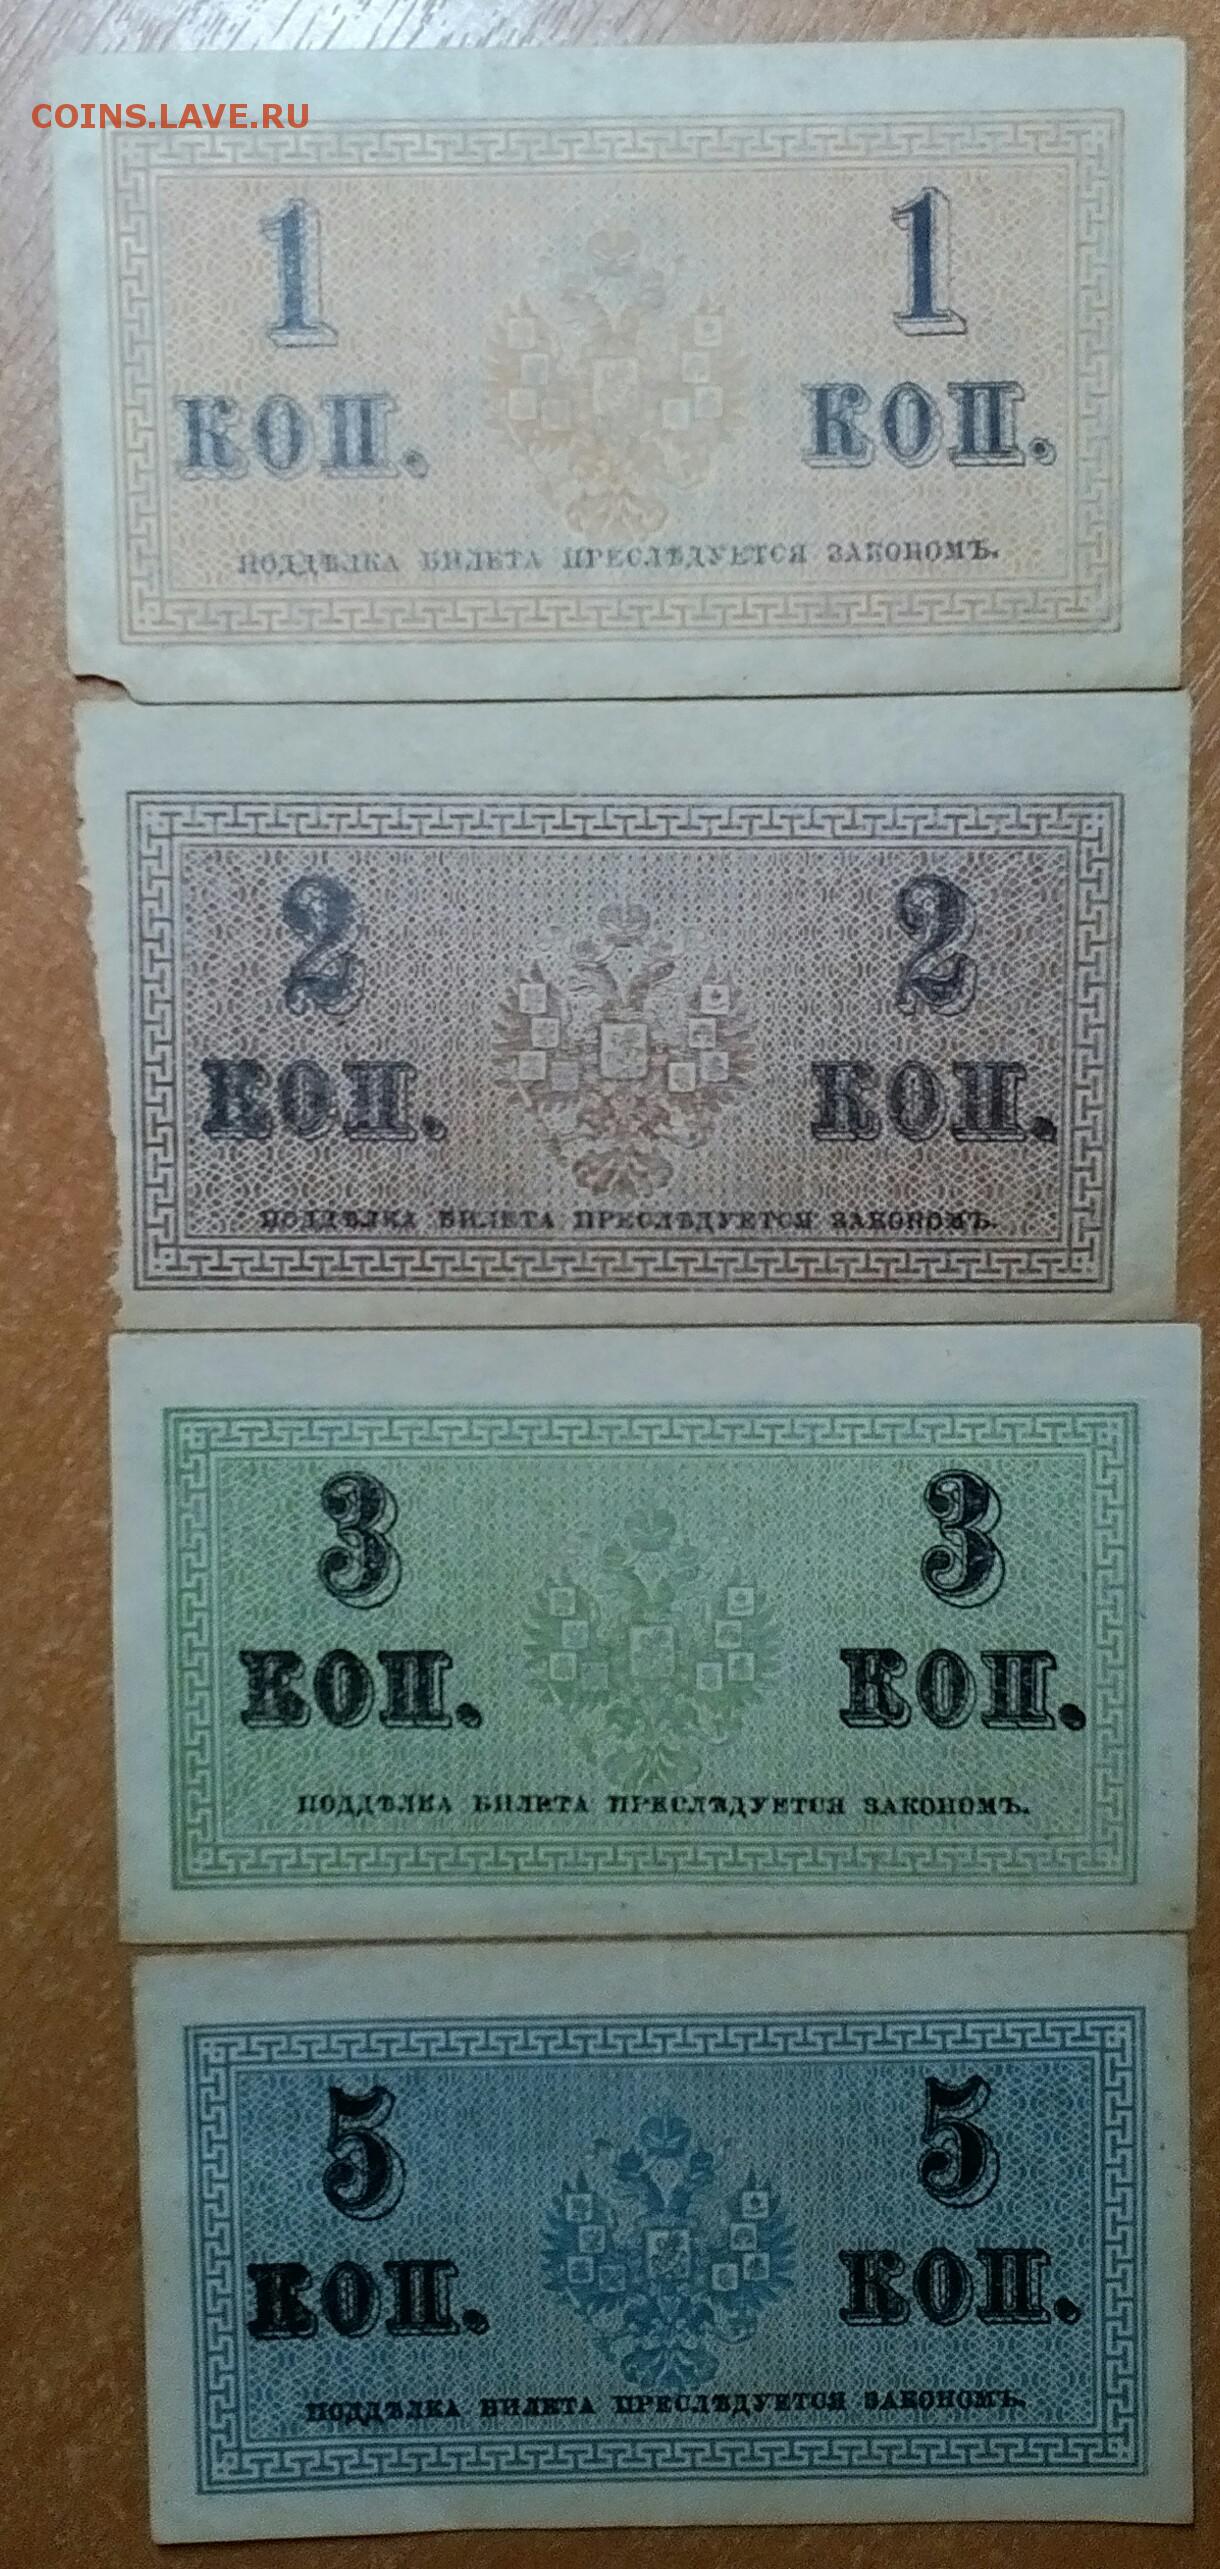 COINS.LAVE.RU
1 1
КОП. КОП.
ПОДДѢЛКА БИЛЕТА ПРЕСЛѢДУЕТСЯ ЗАКОНОМЪ.
2 2
КОП. КОП.
ПОДДѢЛКА БИЛЕТА ПРЕСЛѢДУЕТСЯ ЗАКОНОМЪ.
3 3
КОП. КОП.
ПОДДѢЛКА БИЛЕТА ПРЕСЛѢДУЕТСЯ ЗАКОНОМЪ.
5 5
КОП. КОП.
ПОДДѢЛКА БИЛЕТА ПРЕСЛѢДУЕТСЯ ЗАКОНОМЪ.